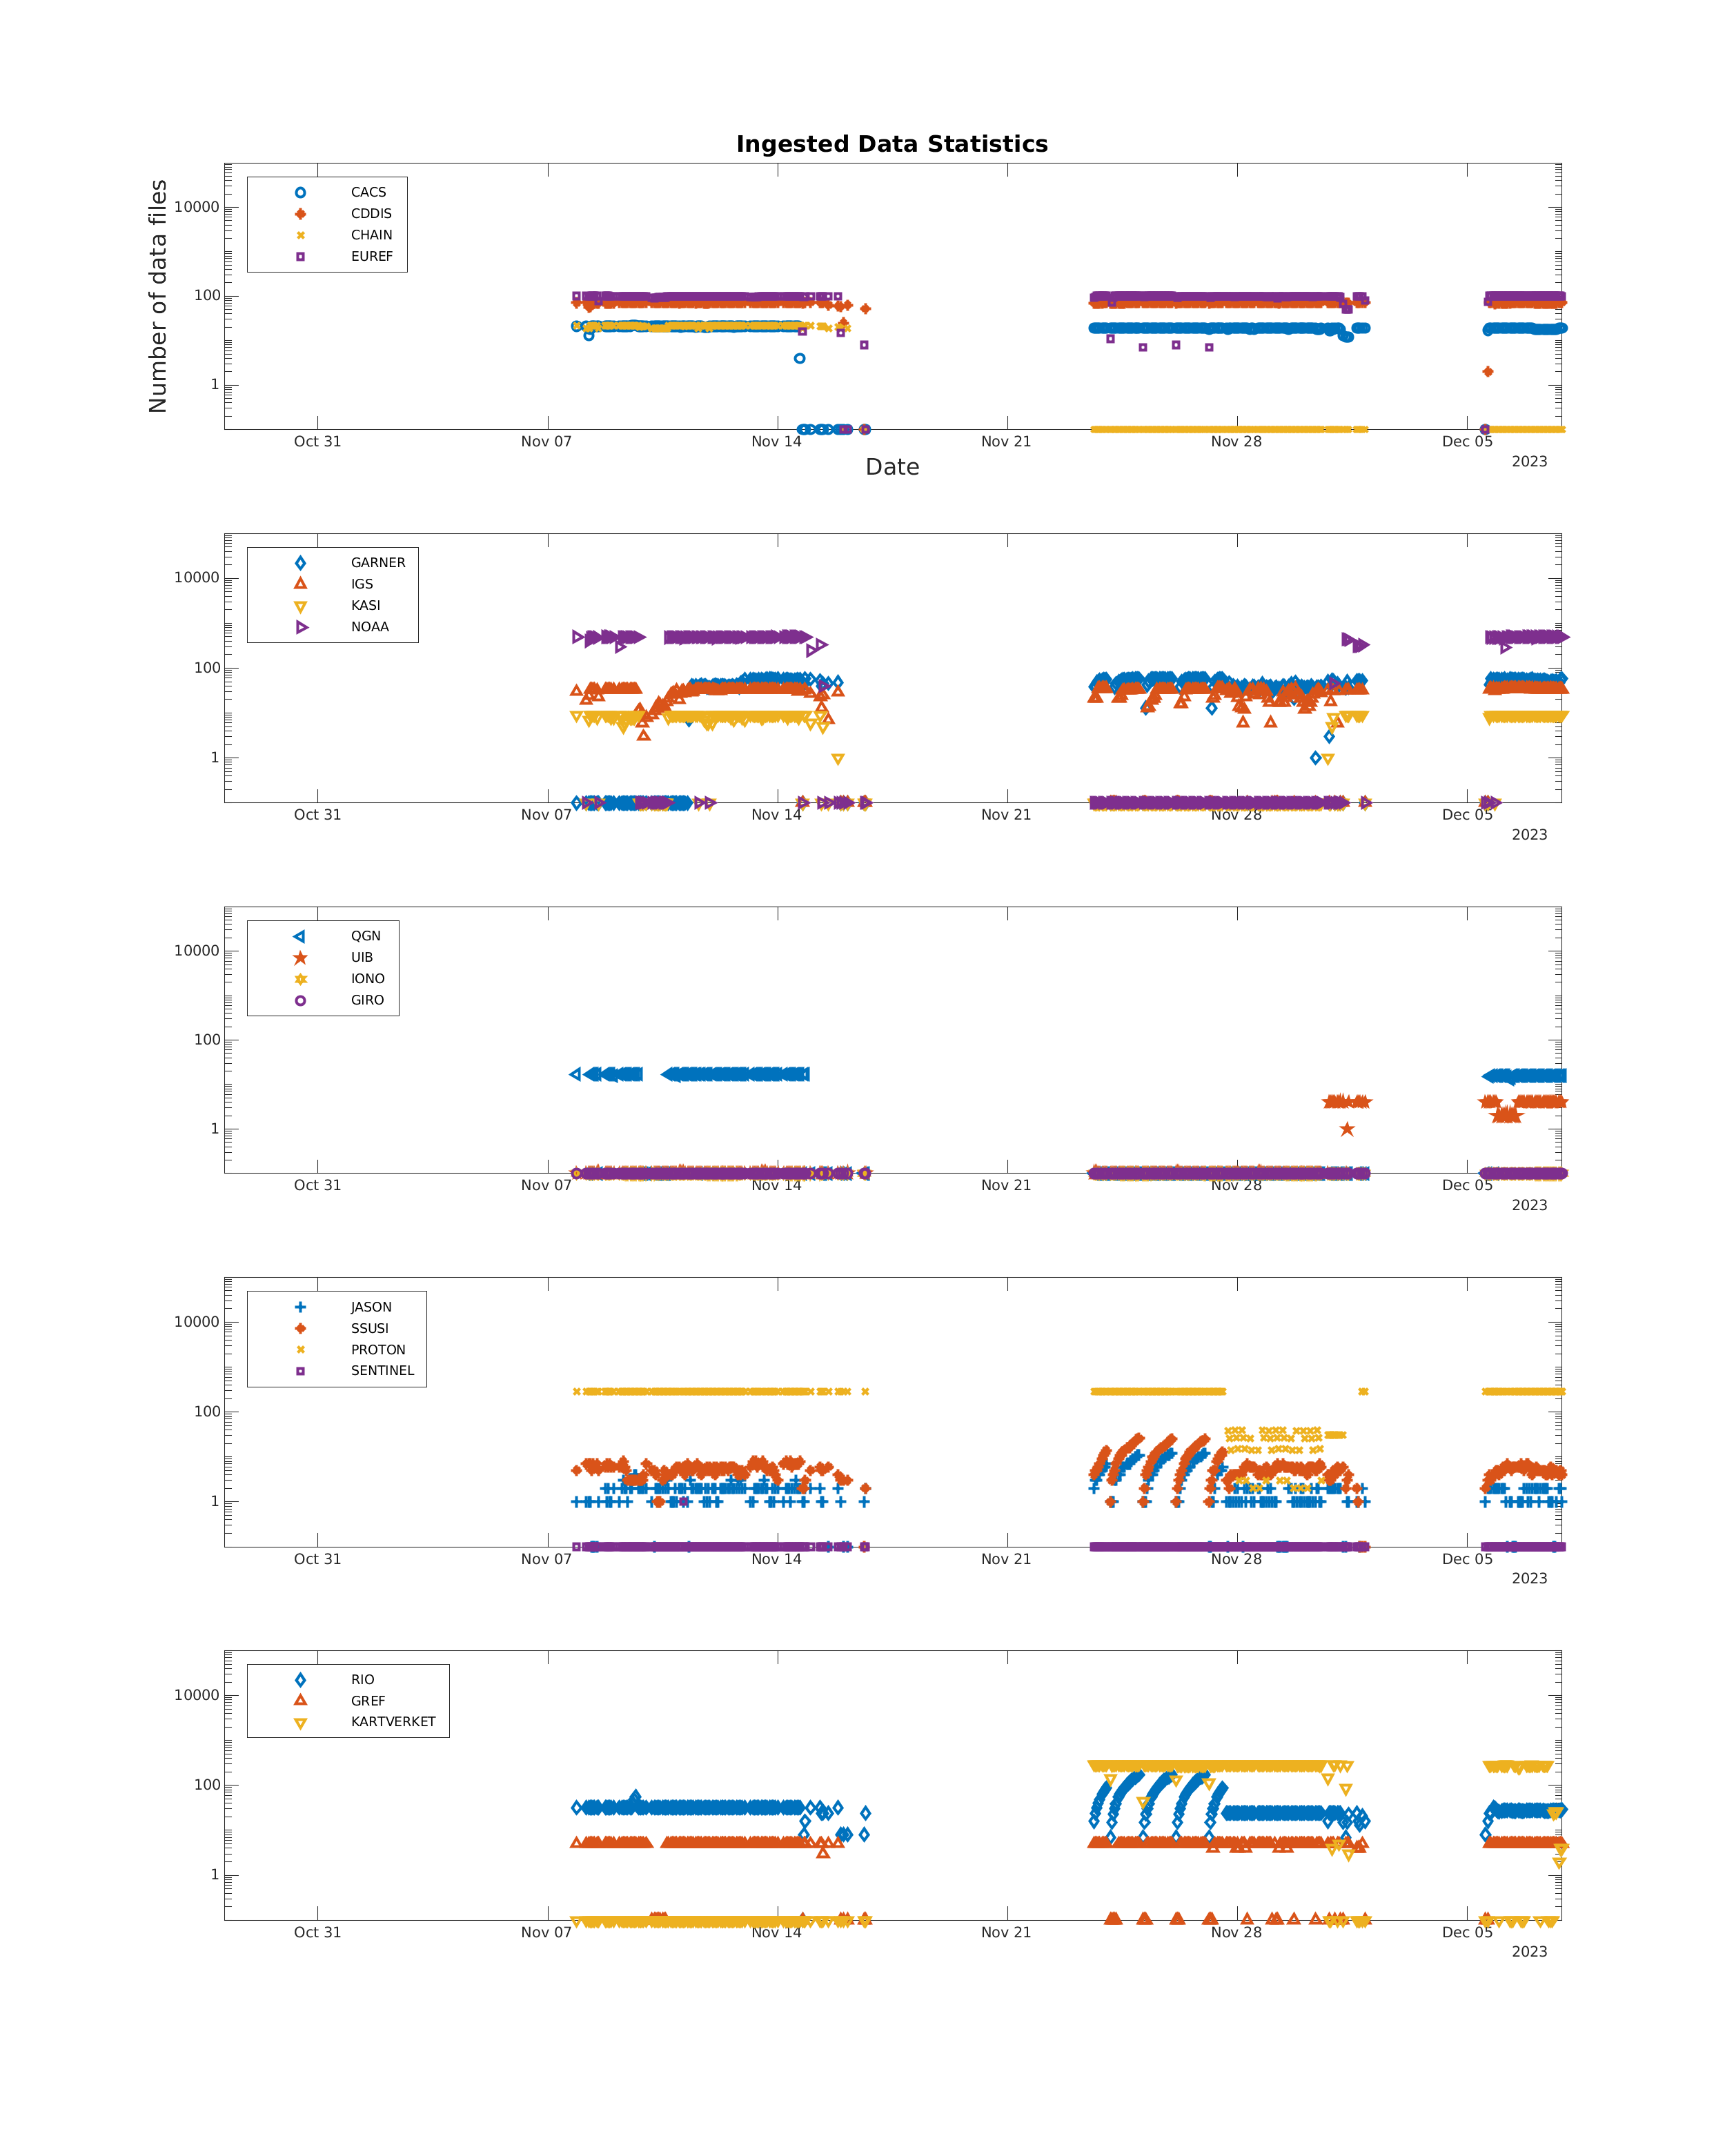 Ingested Data Statistics
Number of data files
CACS
CDDIS
CHAIN
EUREF
10000
100
1
Oct 31 Nov 07 Nov 14 Nov 21 Nov 28 Dec 05
2023
Date
GARNER
IGS
KASI
NOAA
10000
100
1
Oct 31 Nov 07 Nov 14 Nov 21 Nov 28 Dec 05
2023
QGN
UIB
IONO
GIRO
10000
100
1
Oct 31 Nov 07 Nov 14 Nov 21 Nov 28 Dec 05
2023
JASON
SSUSI
PROTON
SENTINEL
10000
100
1
Oct 31 Nov 07 Nov 14 Nov 21 Nov 28 Dec 05
2023
RIO
GREF
KARTVERKET
10000
100
1
Oct 31 Nov 07 Nov 14 Nov 21 Nov 28 Dec 05
2023